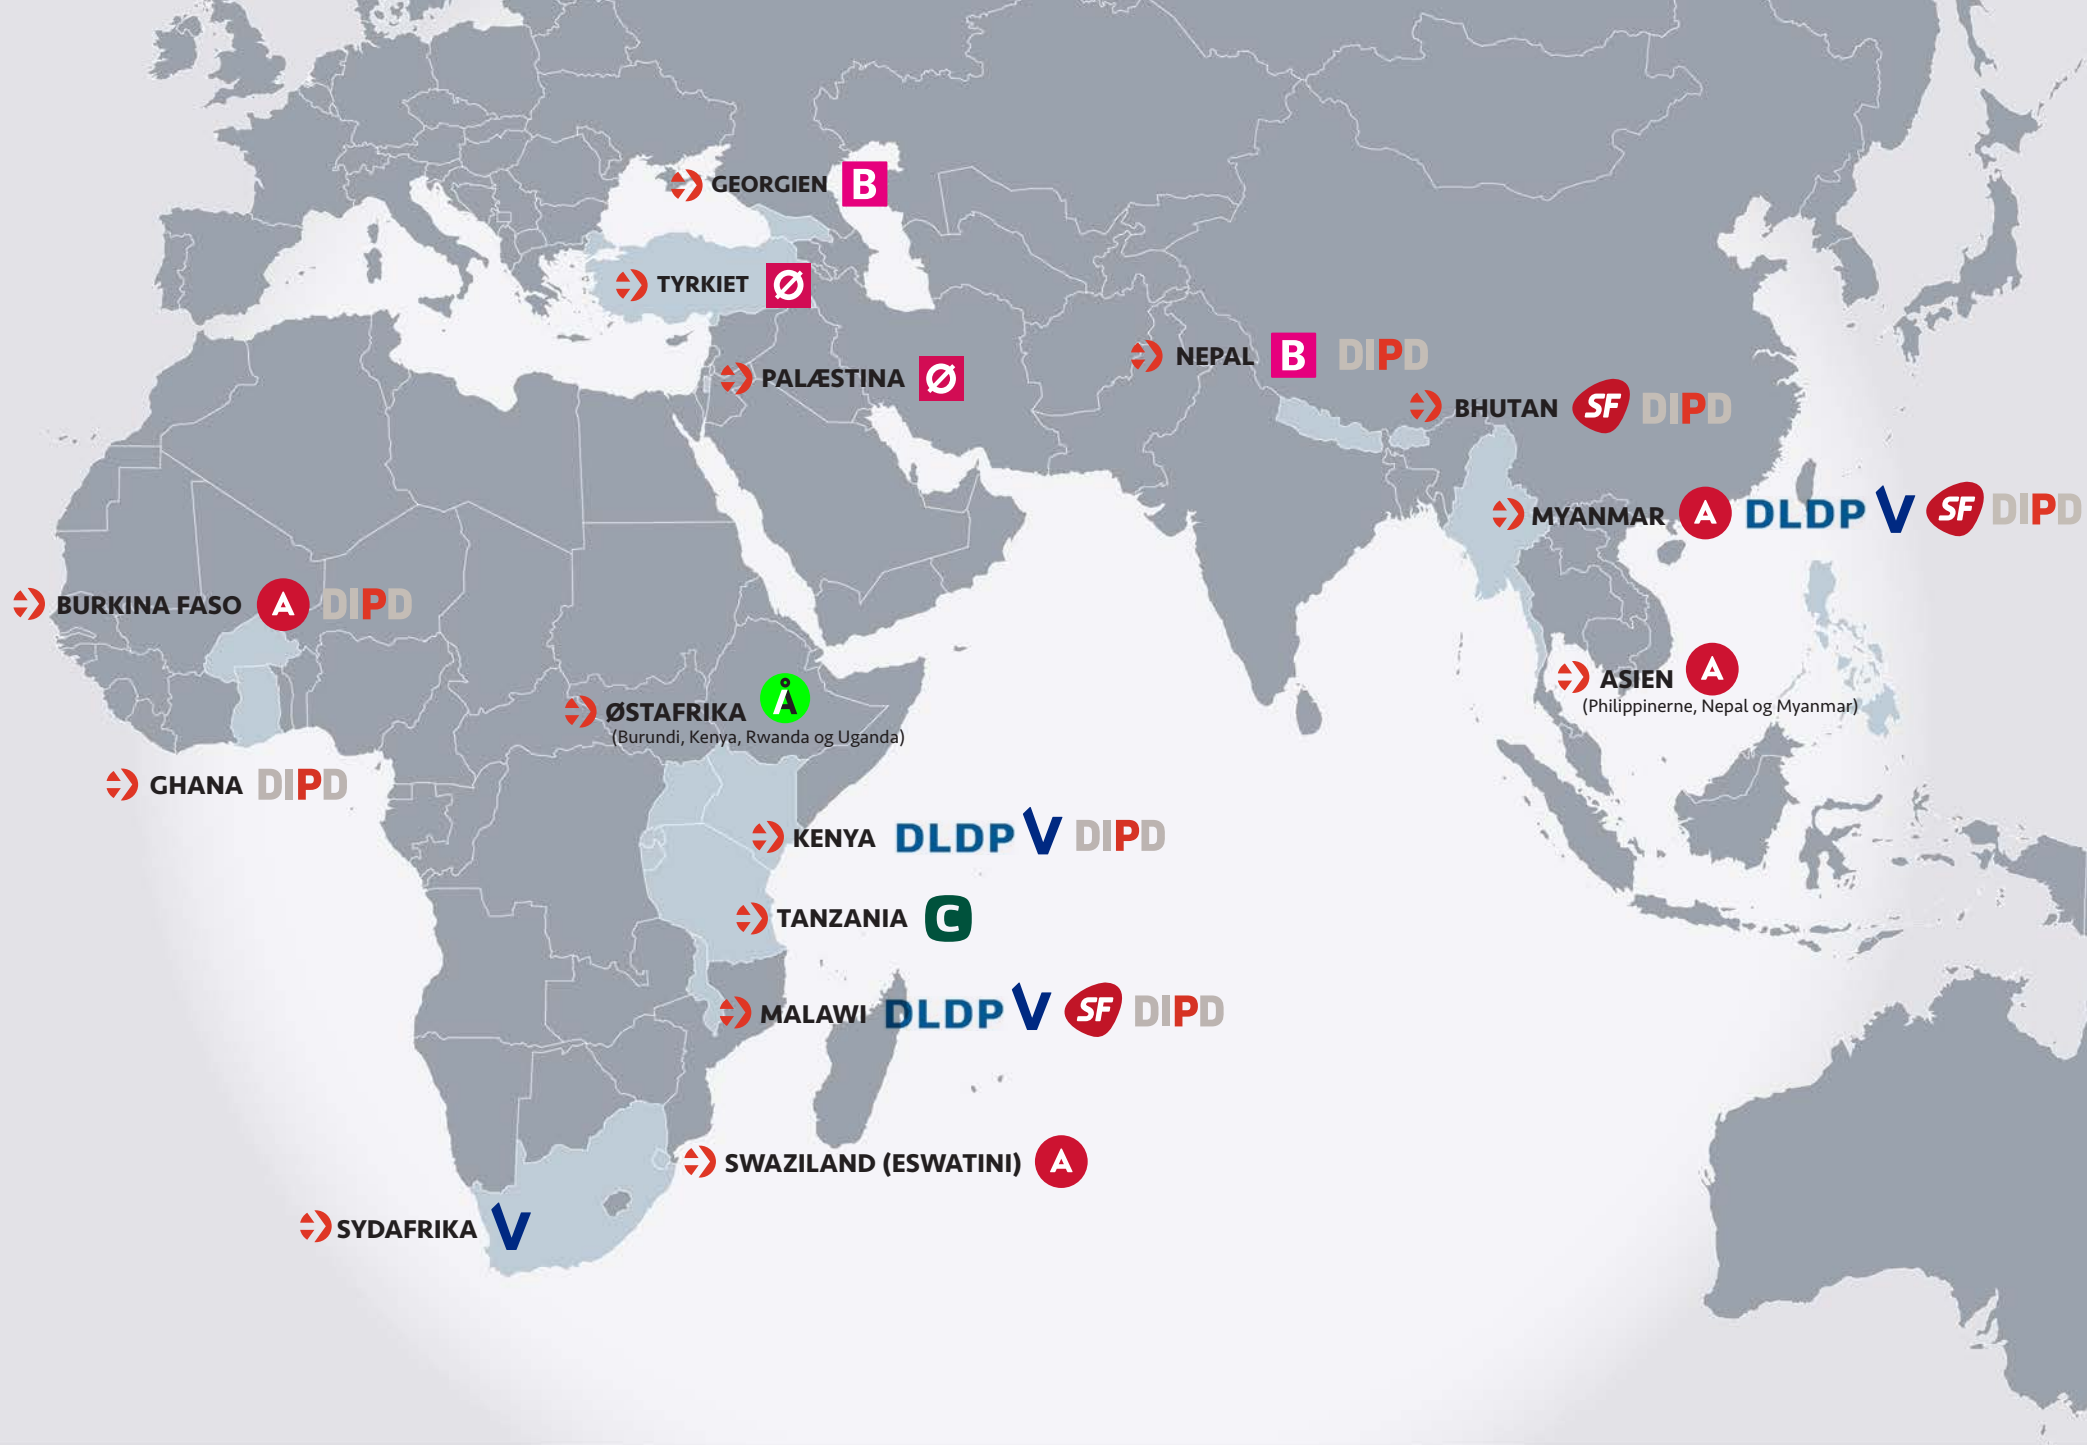 GEORGIEN B
TYRKIET Ø
PALÆSTINA Ø
NEPAL B DIPD
BHUTAN SF DIPD
MYANMAR A DLDP V SF DIPD
BURKINA FASO A DIPD
ASIEN A
(Philippinerne, Nepal og Myanmar)
ØSTAFRIKA Å
(Burundi, Kenya, Rwanda og Uganda)
GHANA DIPD
KENYA DLDP V DIPD
TANZANIA C
MALAWI DLDP V SF DIPD
SWAZILAND (ESWATINI) A
SYDAFRIKA V